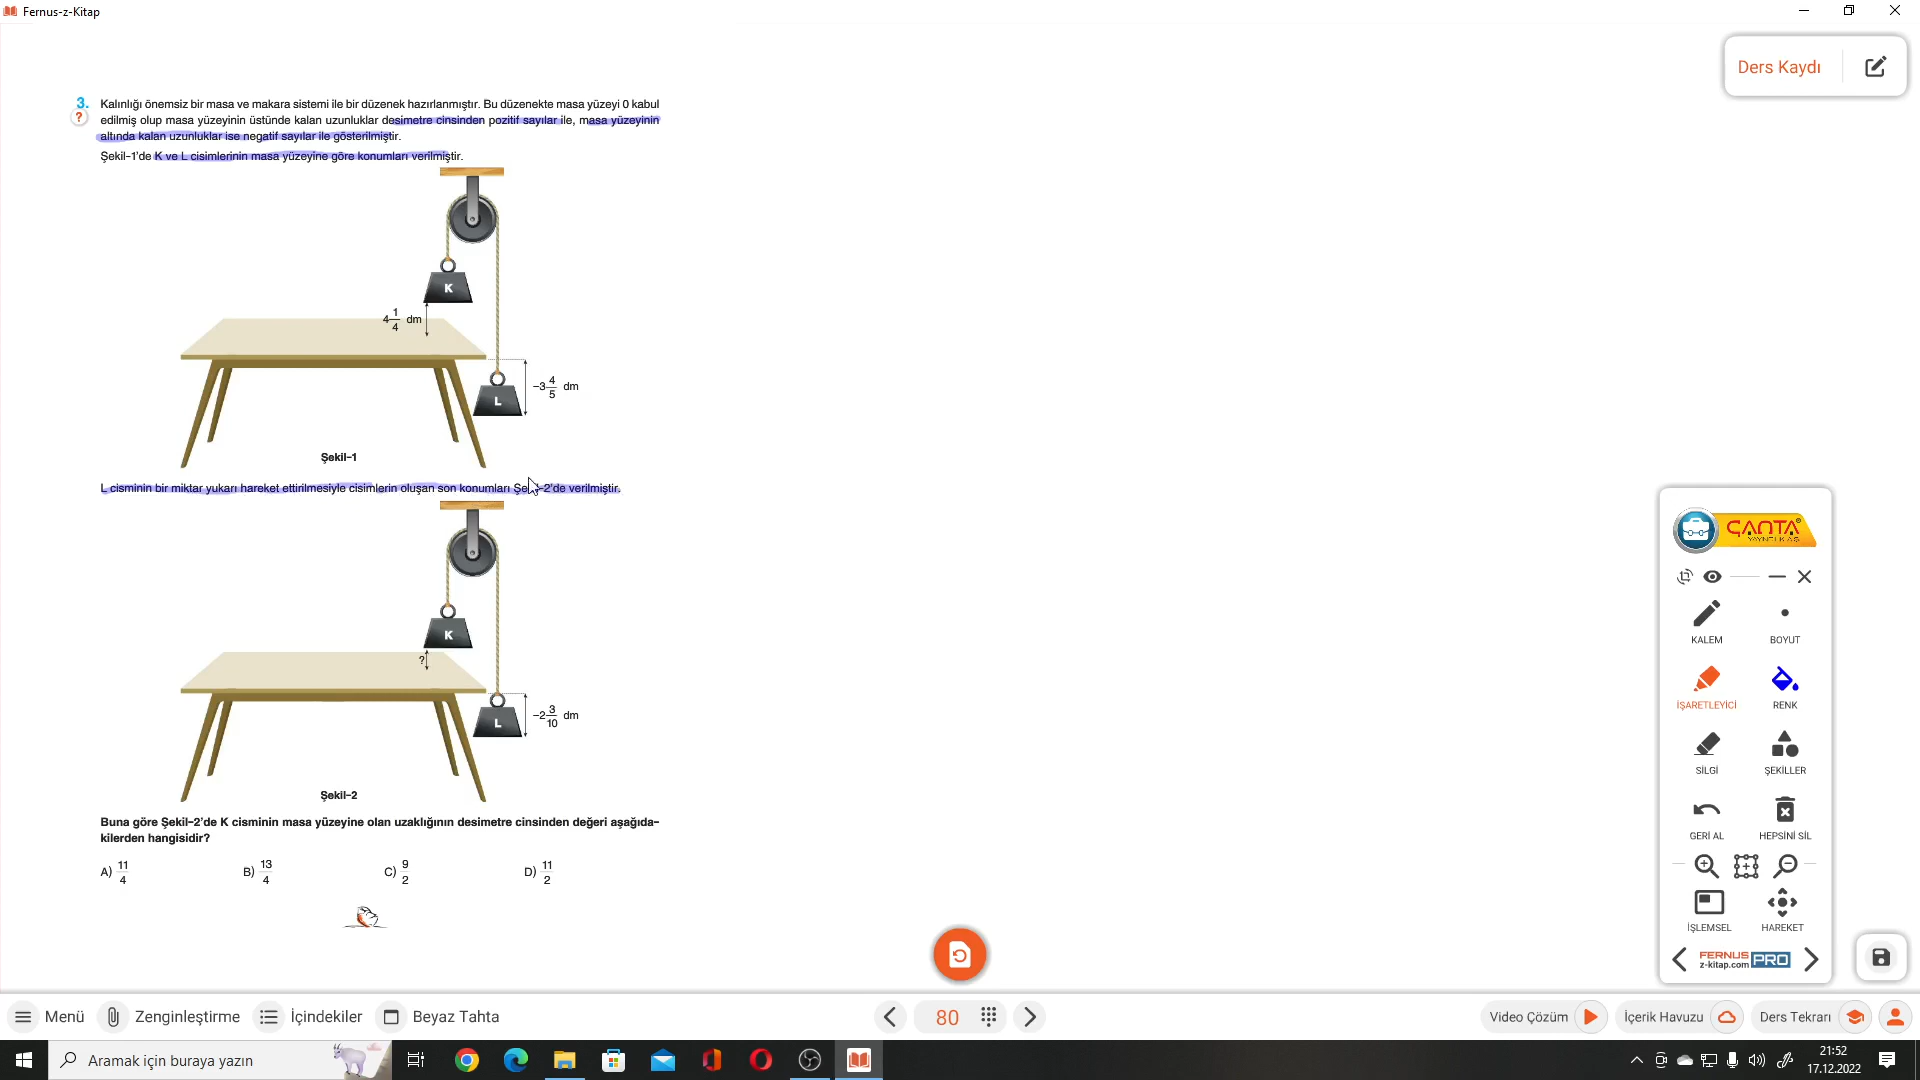 Fernus-z-Kitap
Ders Kaydı
3.
?
Kalınlığı önemsiz bir masa ve makara sistemi ile bir düzenek hazırlanmıştır. Bu düzenekte masa yüzeyi 0 kabul
edilmiş olup masa yüzeyinin üstünde kalan uzunluklar desimetre cinsinden pozitif sayılar ile, masa yüzeyinin
altında kalan uzunluklar ise negatif sayılar ile gösterilmiştir.
Şekil-1'de K ve L cisimlerinin masa yüzeyine göre konumları verilmiştir.
K
4 1/4 dm
L
-3 4/5 dm
Şekil-1
L cisminin bir miktar yukarı hareket ettirilmesiyle cisimlerin oluşan son konumları Şekil-2'de verilmiştir.
K
?
L
-2 3/10 dm
Şekil-2
Buna göre Şekil-2'de K cisminin masa yüzeyine olan uzaklığının desimetre cinsinden değeri aşağıda-
kilerden hangisidir?
A) 11/4 B) 13/4 C) 9/2 D) 11/2
ÇANTA
YAYINCILIK A.Ş.
KALEM BOYUT
İŞARETLEYİCİ RENK
SİLGİ ŞEKİLLER
GERİ AL HEPSİNİ SİL
İŞLEMSEL HAREKET
FERNUS
z-kitap.com PRO
Menü Zenginleştirme İçindekiler Beyaz Tahta 80 Video Çözüm İçerik Havuzu Ders Tekrarı
Aramak için buraya yazın
21:52
17.12.2022